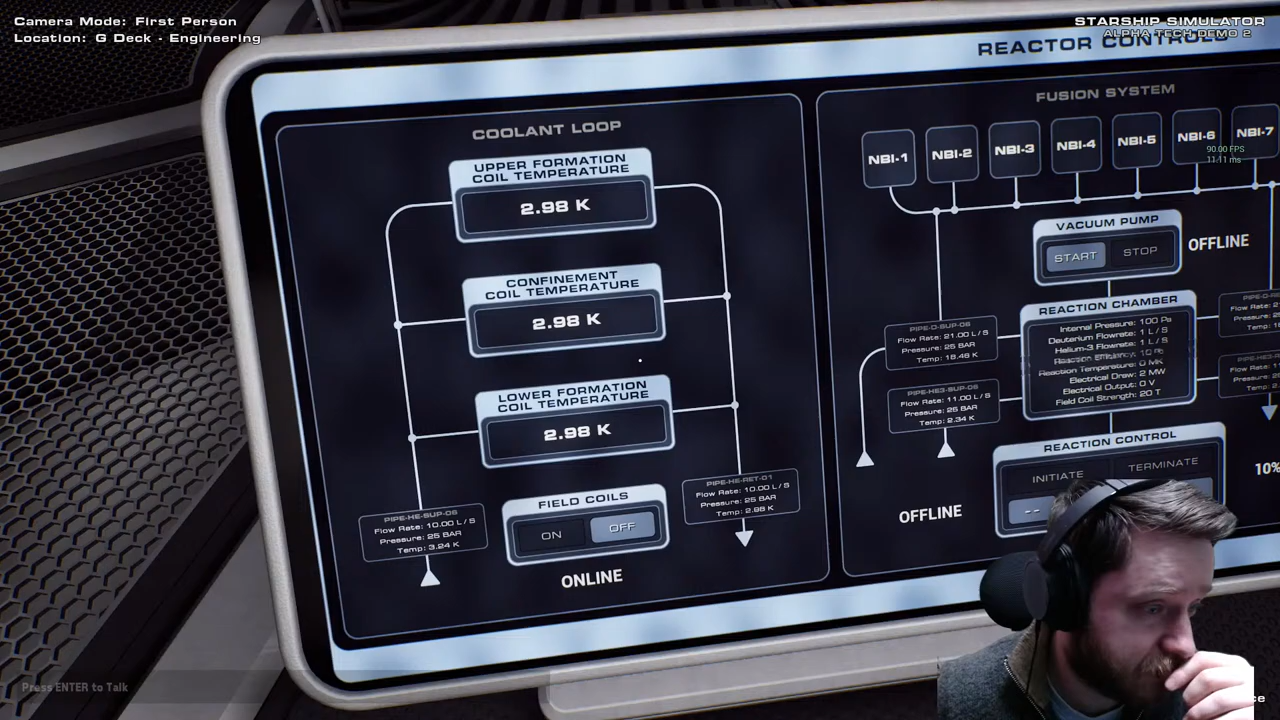 Camera Mode: First Person
Location: G Deck - Engineering
STARSHIP SIMULATOR
ALPHA TECH DEMO 2
REACTOR CONTROLS
COOLANT LOOP
UPPER FORMATION
COIL TEMPERATURE
2.98 K
CONFINEMENT
COIL TEMPERATURE
2.98 K
LOWER FORMATION
COIL TEMPERATURE
2.98 K
PIPE-HE-SUP-06
Flow Rate: 10.00 L / S
Pressure: 25 BAR
Temp: 3.24 K
FIELD COILS
ON OFF
ONLINE
PIPE-HE-RET-01
Flow Rate: 10.00 L / S
Pressure: 25 BAR
Temp: 2.98 K
FUSION SYSTEM
NBI-1 NBI-2 NBI-3 NBI-4 NBI-5 NBI-6 NBI-7
90.00 FPS
11.11 ms
VACUUM PUMP
START STOP
OFFLINE
PIPE-D-SUP-06
Flow Rate: 21.00 L / S
Pressure: 25 BAR
Temp: 18.46 K
PIPE-HE3-SUP-06
Flow Rate: 11.00 L / S
Pressure: 25 BAR
Temp: 2.34 K
REACTION CHAMBER
Internal Pressure: 100 Pa
Deuterium Flowrate: 1 L / S
Helium-3 Flowrate: 1 L / S
Reaction Efficiency: 10
Reaction Temperature: 0 MK
Electrical Draw: 2 MW
Electrical Output: 0 V
Field Coil Strength: 20 T
REACTION CONTROL
INITIATE TERMINATE
--
OFFLINE
10%
Press ENTER to Talk